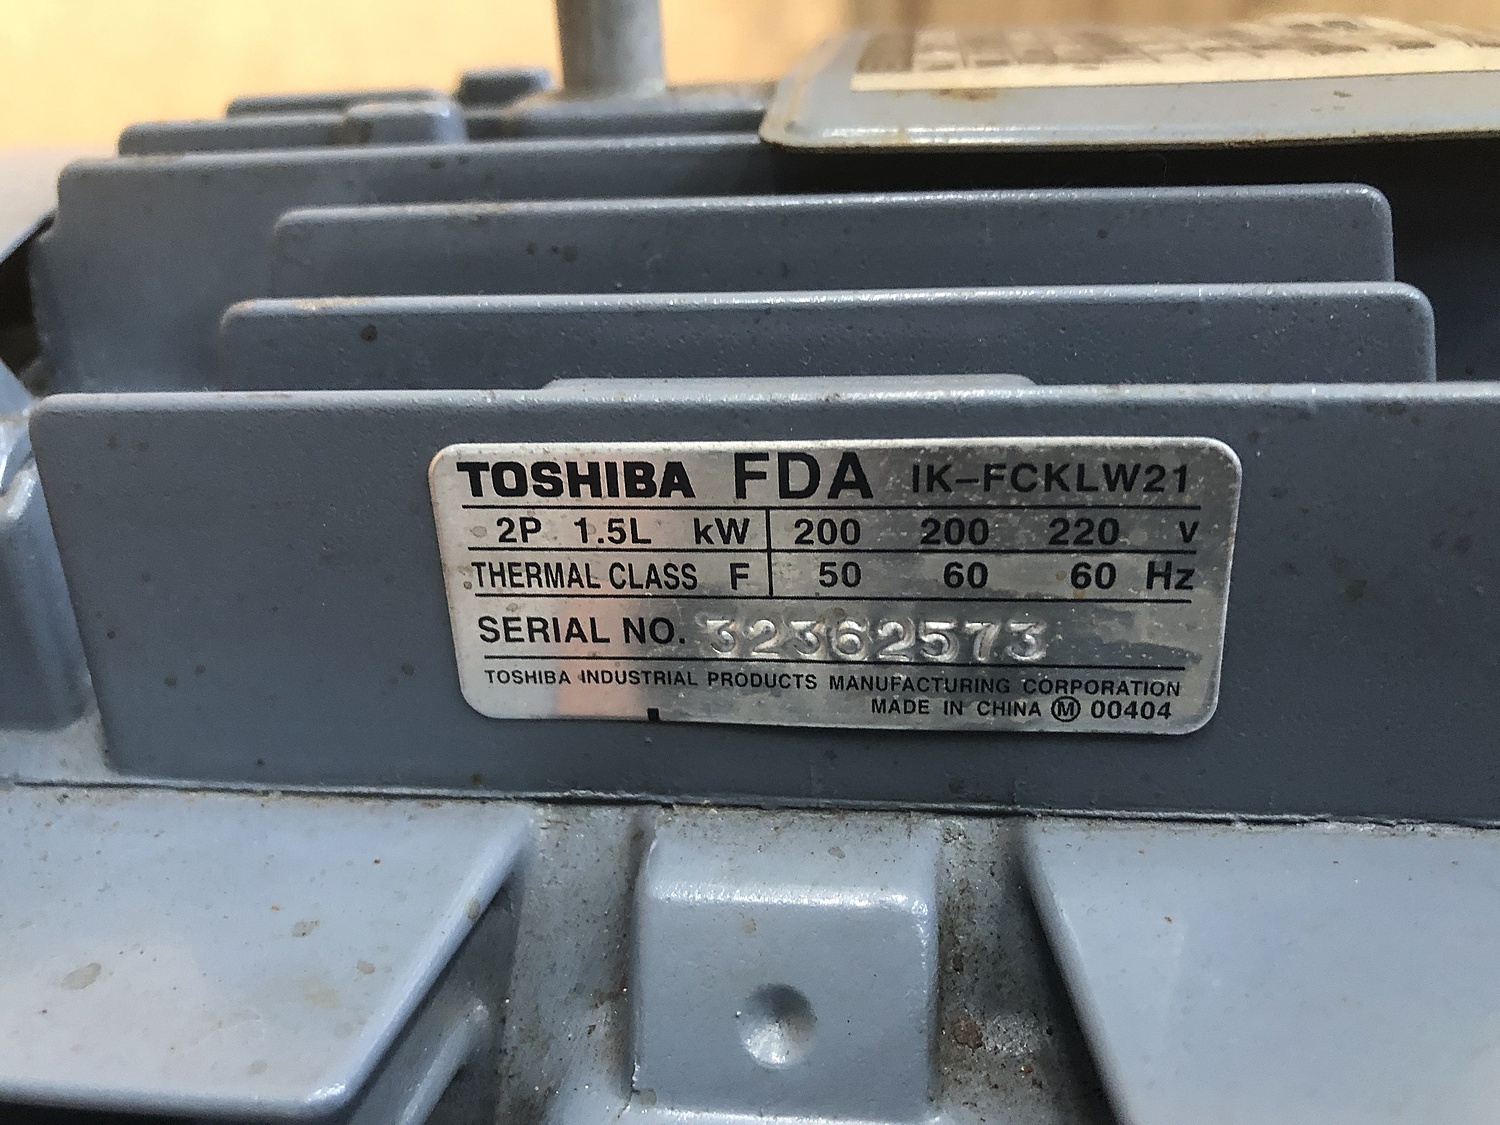 TOSHIBA FDA IK-FCKLW21
2P 1.5L kW 200 200 220 V
THERMAL CLASS F 50 60 60 Hz
SERIAL NO. 32362573
TOSHIBA INDUSTRIAL PRODUCTS MANUFACTURING CORPORATION
MADE IN CHINA Ⓜ 00404